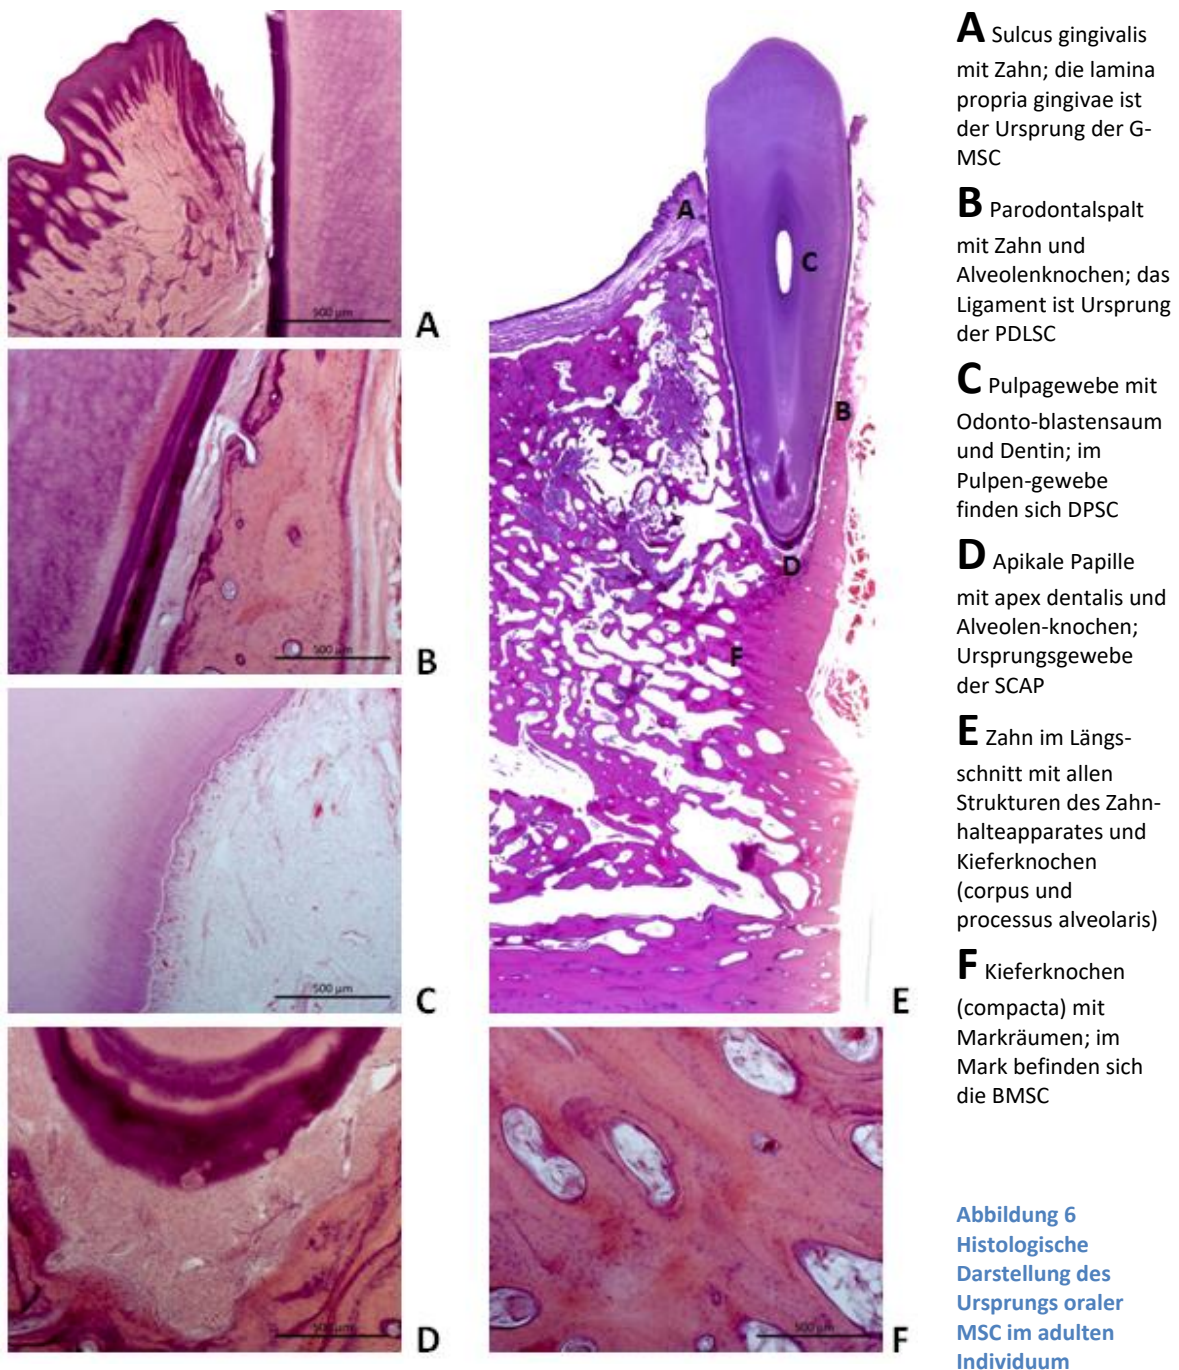 A Sulcus gingivalis
mit Zahn; die lamina
propria gingivae ist
der Ursprung der G-
MSC
B Parodontalspalt
mit Zahn und
Alveolenknochen; das
Ligament ist Ursprung
der PDLSC
C Pulpagewebe mit
Odonto-blastensaum
und Dentin; im
Pulpen-gewebe
finden sich DPSC
D Apikale Papille
mit apex dentalis und
Alveolen-knochen;
Ursprungsgewebe
der SCAP
E Zahn im Längs-
schnitt mit allen
Strukturen des Zahn-
halteapparates und
Kieferknochen
(corpus und
processus alveolaris)
F Kieferknochen
(compacta) mit
Markräumen; im
Mark befinden sich
die BMSC
Abbildung 6
Histologische
Darstellung des
Ursprungs oraler
MSC im adulten
Individuum
500 µm
A
500 µm
B
500 µm
C
500 µm
D
A
C
B
D
F
E
500 µm
F